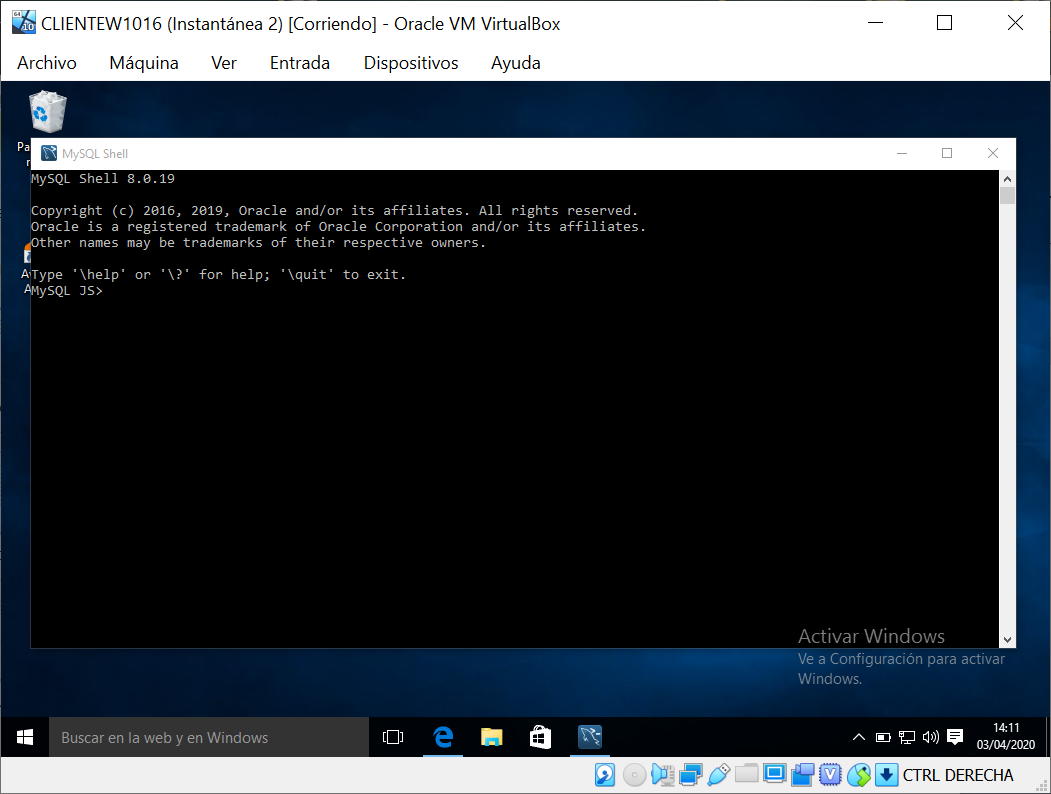 CLIENTEW1016 (Instantánea 2) [Corriendo] - Oracle VM VirtualBox
Archivo Máquina Ver Entrada Dispositivos Ayuda
MySQL Shell
MySQL Shell 8.0.19
Copyright (c) 2016, 2019, Oracle and/or its affiliates. All rights reserved.
Oracle is a registered trademark of Oracle Corporation and/or its affiliates.
Other names may be trademarks of their respective owners.
Type '\help' or '\?' for help; '\quit' to exit.
MySQL JS>
Activar Windows
Ve a Configuración para activar
Windows.
Buscar en la web y en Windows
14:11
03/04/2020
CTRL DERECHA